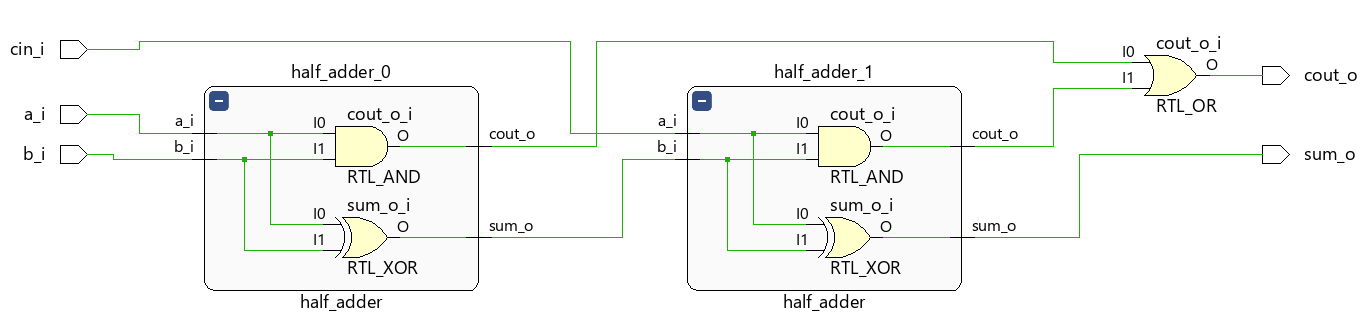 cin_i
a_i
b_i
half_adder_0
a_i
b_i
I0
I1
cout_o_i
O
RTL_AND
I0
I1
sum_o_i
O
RTL_XOR
cout_o
sum_o
half_adder
half_adder_1
a_i
b_i
I0
I1
cout_o_i
O
RTL_AND
I0
I1
sum_o_i
O
RTL_XOR
cout_o
sum_o
half_adder
I0
I1
cout_o_i
O
RTL_OR
cout_o
sum_o